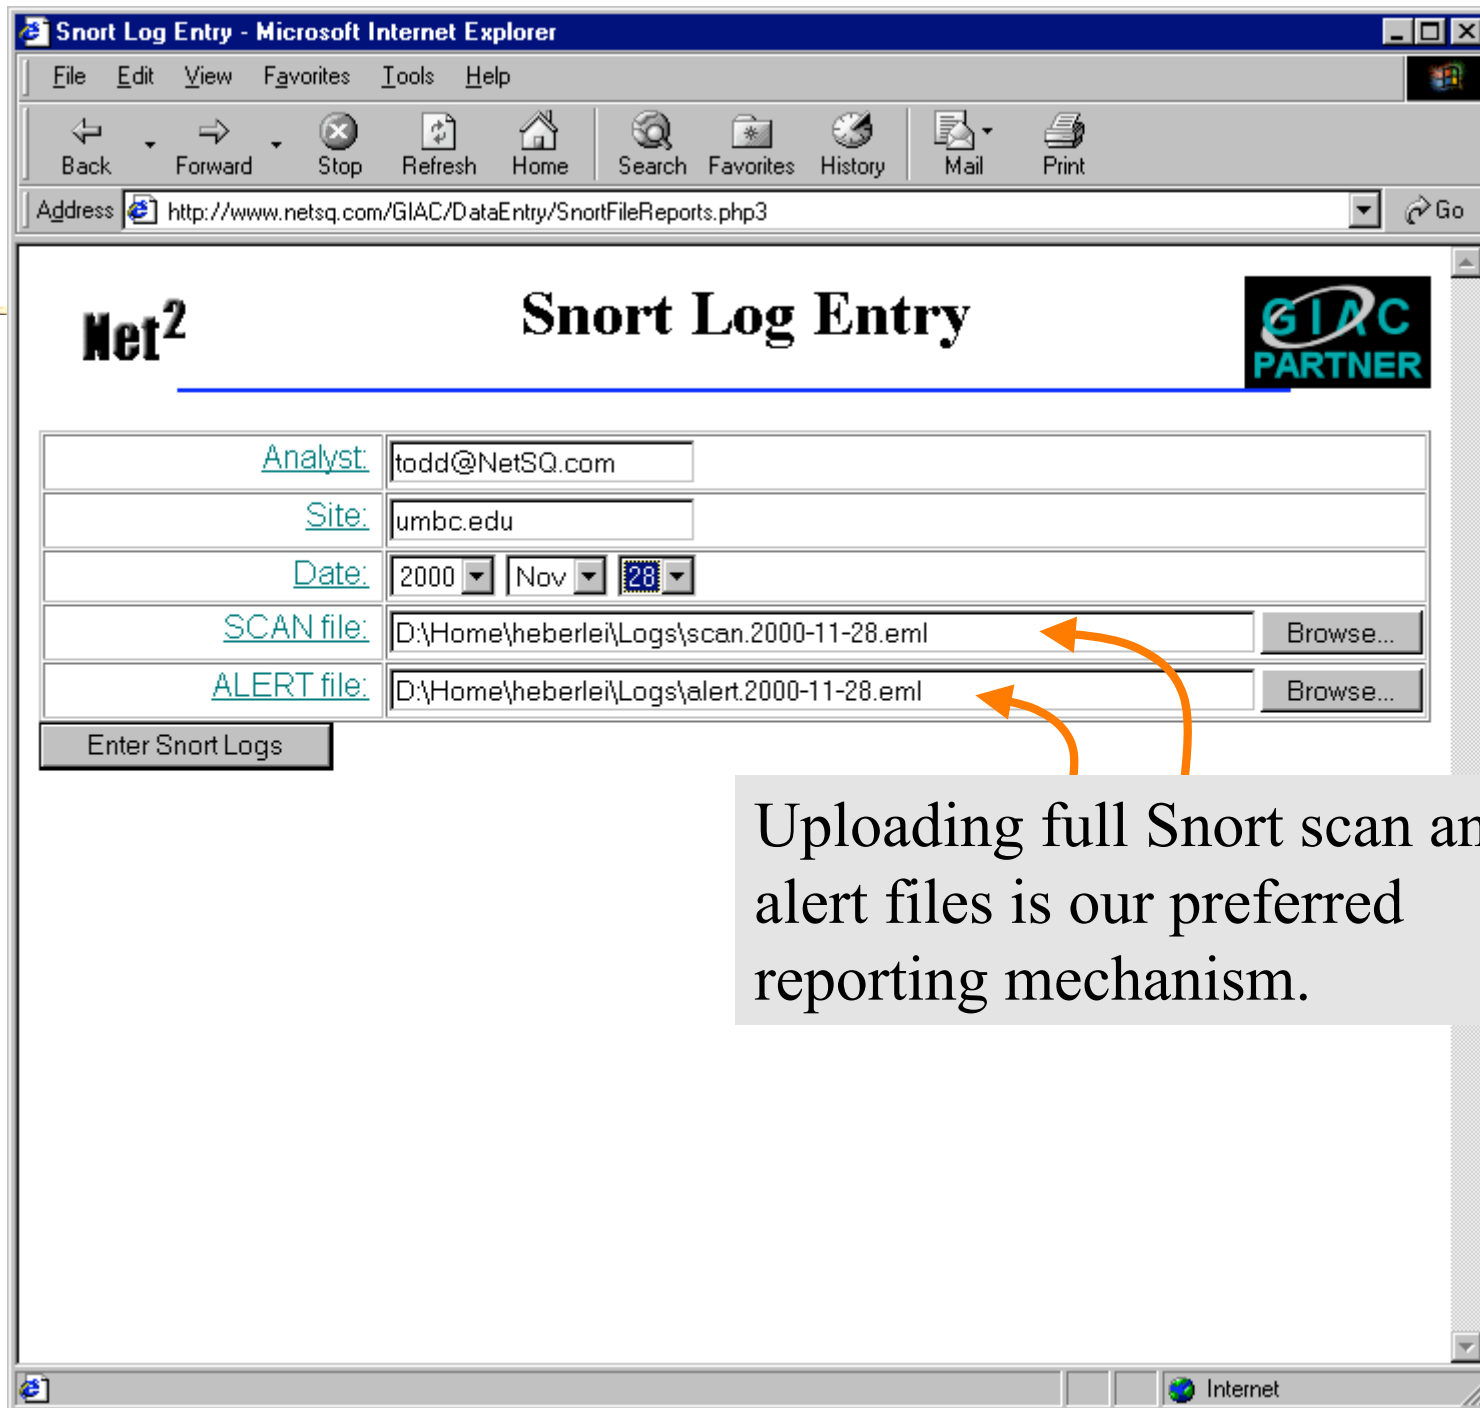 Snort Log Entry - Microsoft Internet Explorer
File Edit View Favorites Tools Help
Back Forward Stop Refresh Home Search Favorites History Mail Print
Address http://www.netsq.com/GIAC/DataEntry/SnortFileReports.php3 Go
Net2
Snort Log Entry
GIAC
PARTNER
Analyst: todd@NetSQ.com
Site: umbc.edu
Date: 2000 Nov 28
SCAN file: D:\Home\heberlei\Logs\scan.2000-11-28.eml Browse...
ALERT file: D:\Home\heberlei\Logs\alert.2000-11-28.eml Browse...
Enter Snort Logs
Uploading full Snort scan an
alert files is our preferred
reporting mechanism.
Internet